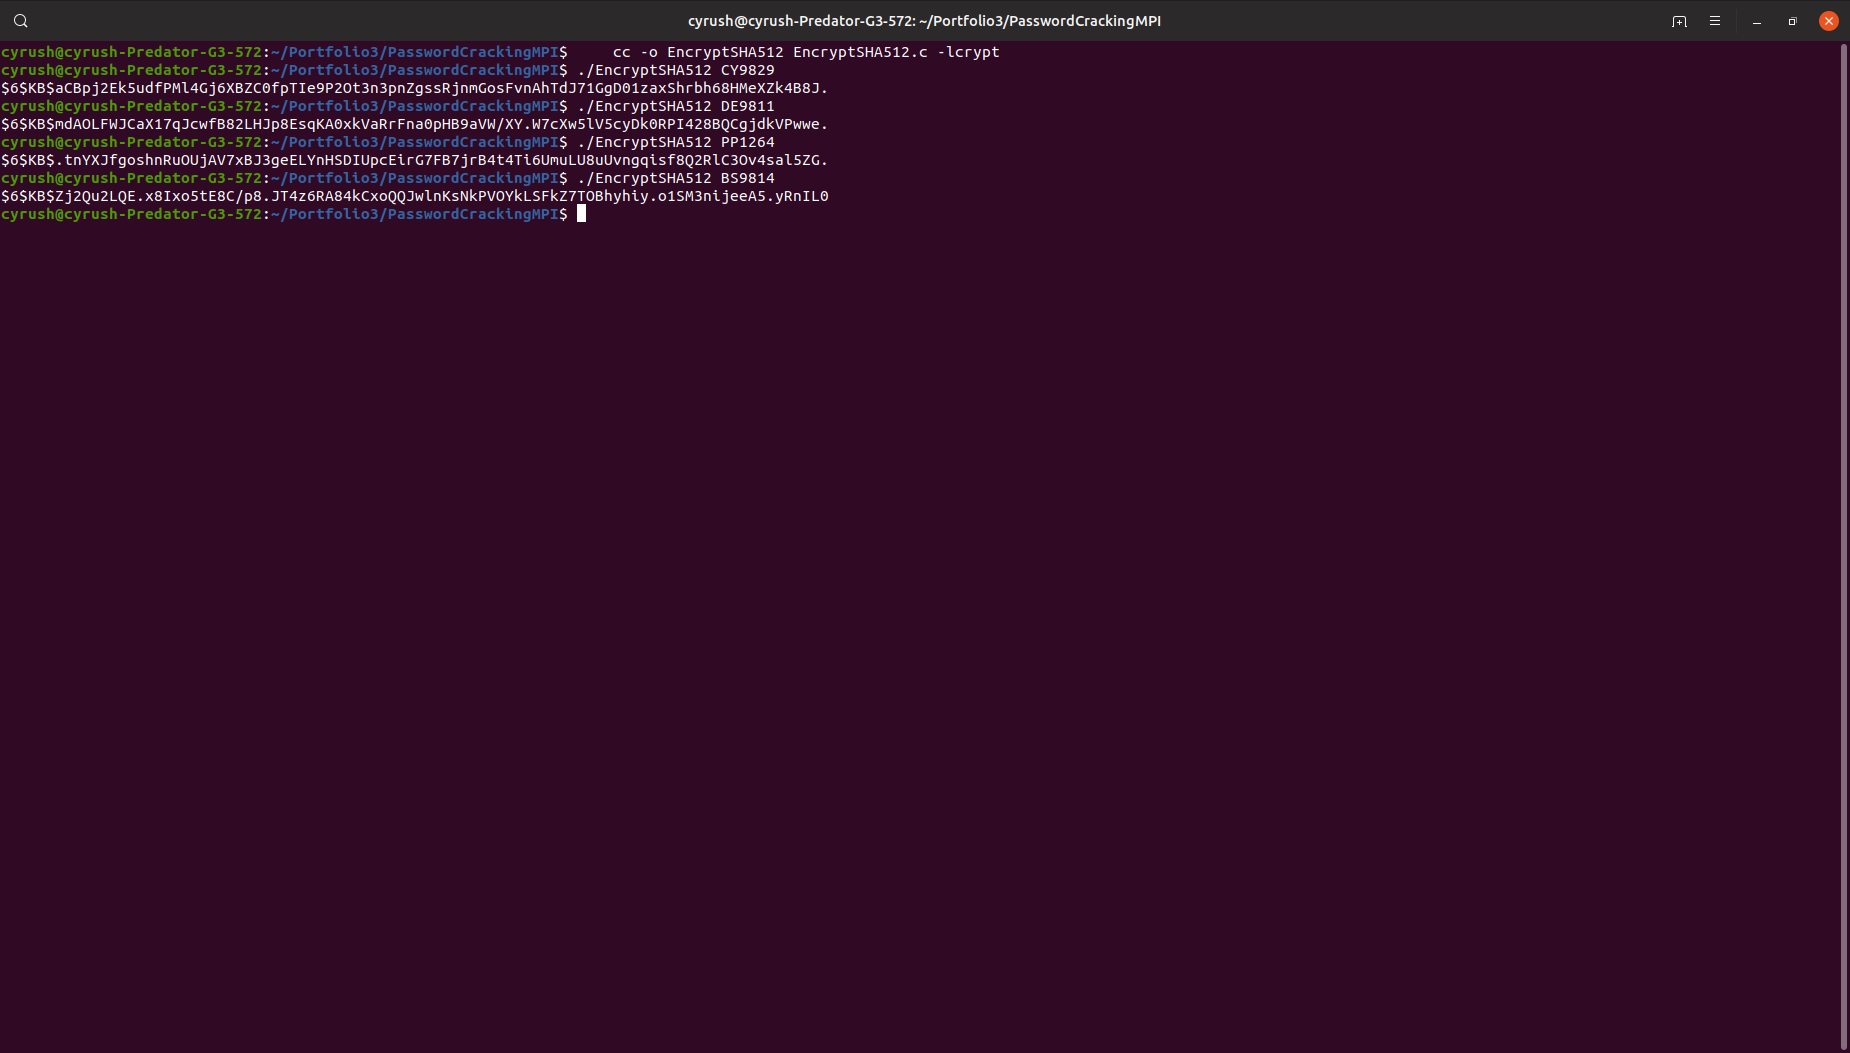 cyrush@cyrush-Predator-G3-572: ~/Portfolio3/PasswordCrackingMPI
cyrush@cyrush-Predator-G3-572:~/Portfolio3/PasswordCrackingMPI$     cc -o EncryptSHA512 EncryptSHA512.c -lcrypt
cyrush@cyrush-Predator-G3-572:~/Portfolio3/PasswordCrackingMPI$ ./EncryptSHA512 CY9829
$6$KB$aCBpj2Ek5udfPMl4Gj6XBZC0fpTIe9P2Ot3n3pnZgssRjnmGosFvnAhTdJ71GgD01zaxShrbh68HMeXZk4B8J.
cyrush@cyrush-Predator-G3-572:~/Portfolio3/PasswordCrackingMPI$ ./EncryptSHA512 DE9811
$6$KB$mdAOLFWJCaX17qJcwfB82LHJp8EsqKA0xkVaRrFna0pHB9aVW/XY.W7cXw5lV5cyDk0RPI428BQCgjdkVPwwe.
cyrush@cyrush-Predator-G3-572:~/Portfolio3/PasswordCrackingMPI$ ./EncryptSHA512 PP1264
$6$KB$.tnYXJfgoshnRuOUjAV7xBJ3geELYnHSDIUpcEirG7FB7jrB4t4Ti6UmuLU8uUvngqisf8Q2RlC3Ov4sal5ZG.
cyrush@cyrush-Predator-G3-572:~/Portfolio3/PasswordCrackingMPI$ ./EncryptSHA512 BS9814
$6$KB$Zj2Qu2LQE.x8Ixo5tE8C/p8.JT4z6RA84kCxoQQJwlnKsNkPVOYkLSFkZ7TOBhyhiy.o1SM3nijeeA5.yRnIL0
cyrush@cyrush-Predator-G3-572:~/Portfolio3/PasswordCrackingMPI$